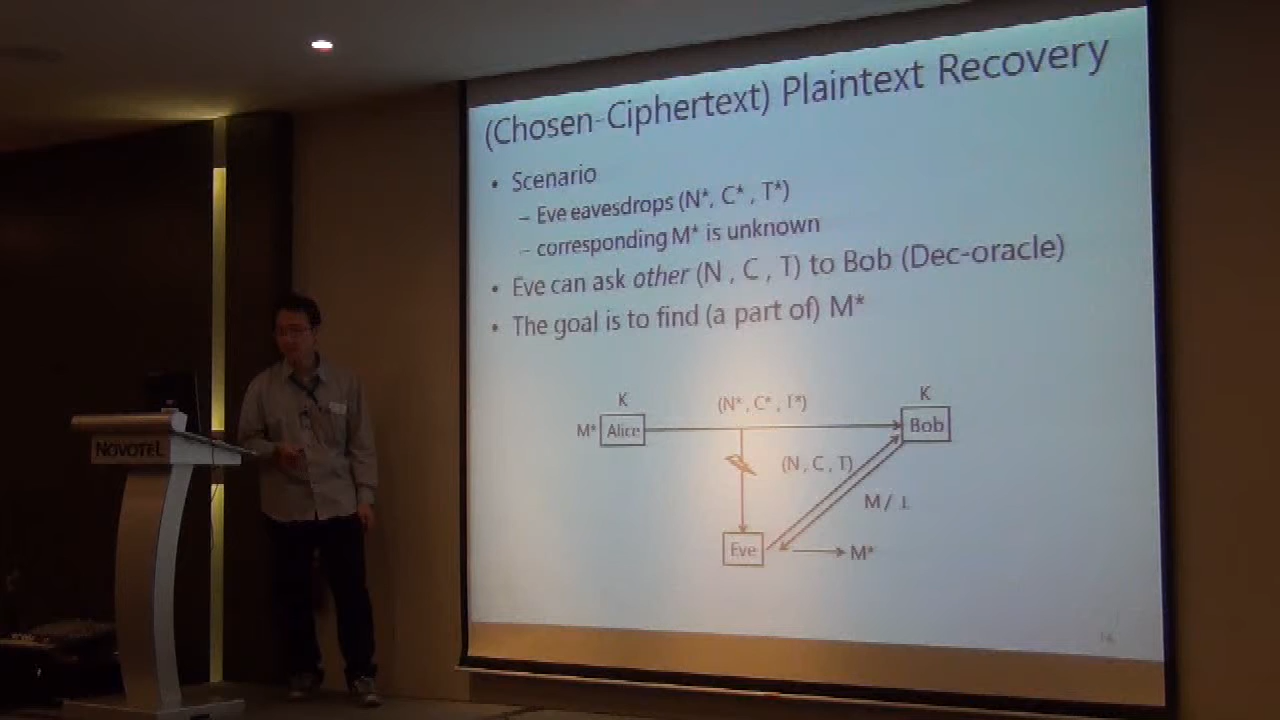 (Chosen-Ciphertext) Plaintext Recovery
• Scenario
– Eve eavesdrops (N*, C* , T*)
– corresponding M* is unknown
• Eve can ask other (N , C , T) to Bob (Dec-oracle)
• The goal is to find (a part of) M*
K
(N* , C* , T*)
K
M*
Alice
Bob
(N , C , T)
M / ⊥
Eve
M*
NOVOTEL